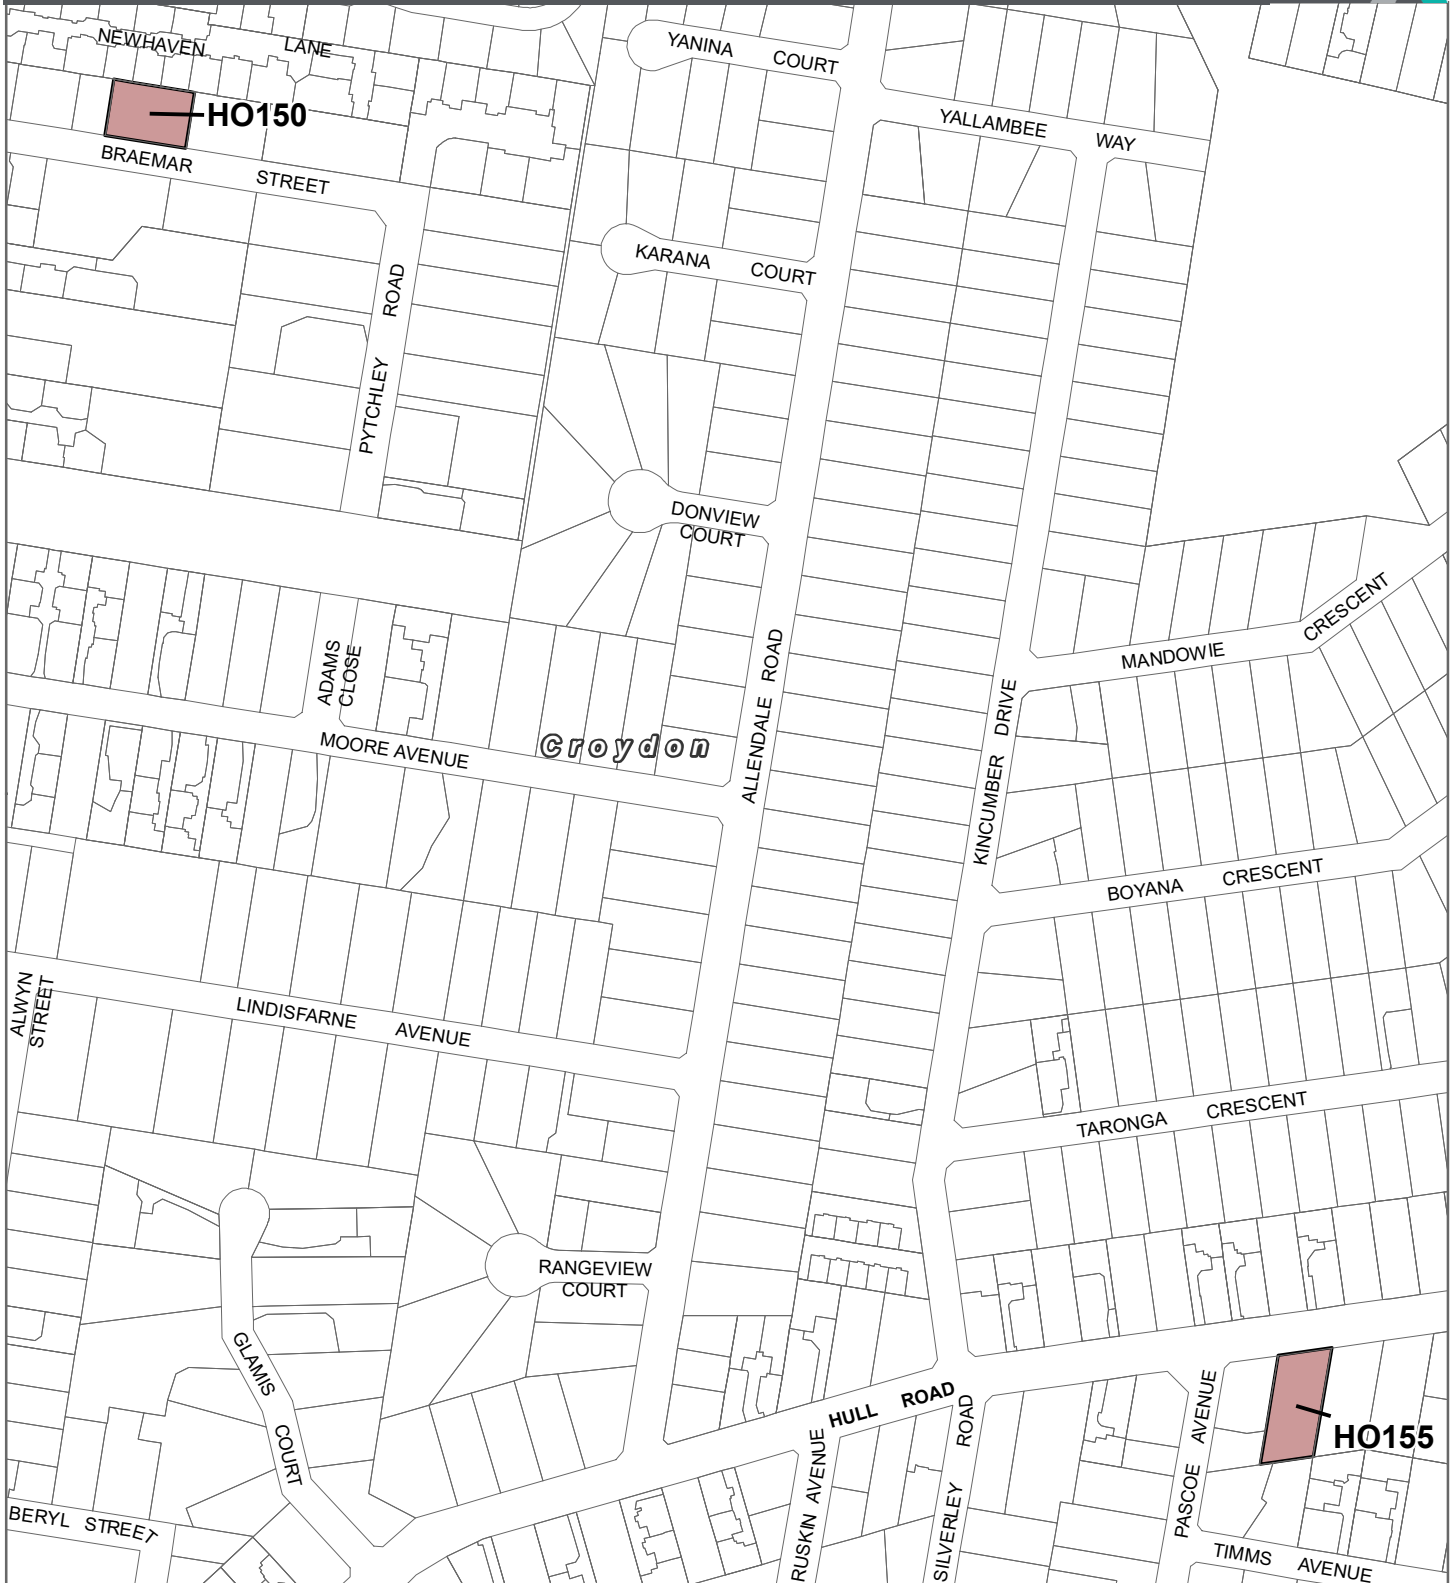 NEWHAVEN LANE
YANINA COURT
HO150
YALLAMBEE WAY
BRAEMAR STREET
KARANA COURT
PYTCHLEY ROAD
DONVIEW
COURT
MANDOWIE CRESCENT
ADAMS
CLOSE
ALLENDALE ROAD
KINCUMBER DRIVE
MOORE AVENUE
Croydon
BOYANA CRESCENT
ALWYN
STREET
LINDISFARNE AVENUE
TARONGA CRESCENT
RANGEVIEW
COURT
GLAMIS COURT
HULL ROAD
RUSKIN AVENUE
SILVERLEY ROAD
PASCOE AVENUE
HO155
BERYL STREET
TIMMS AVENUE